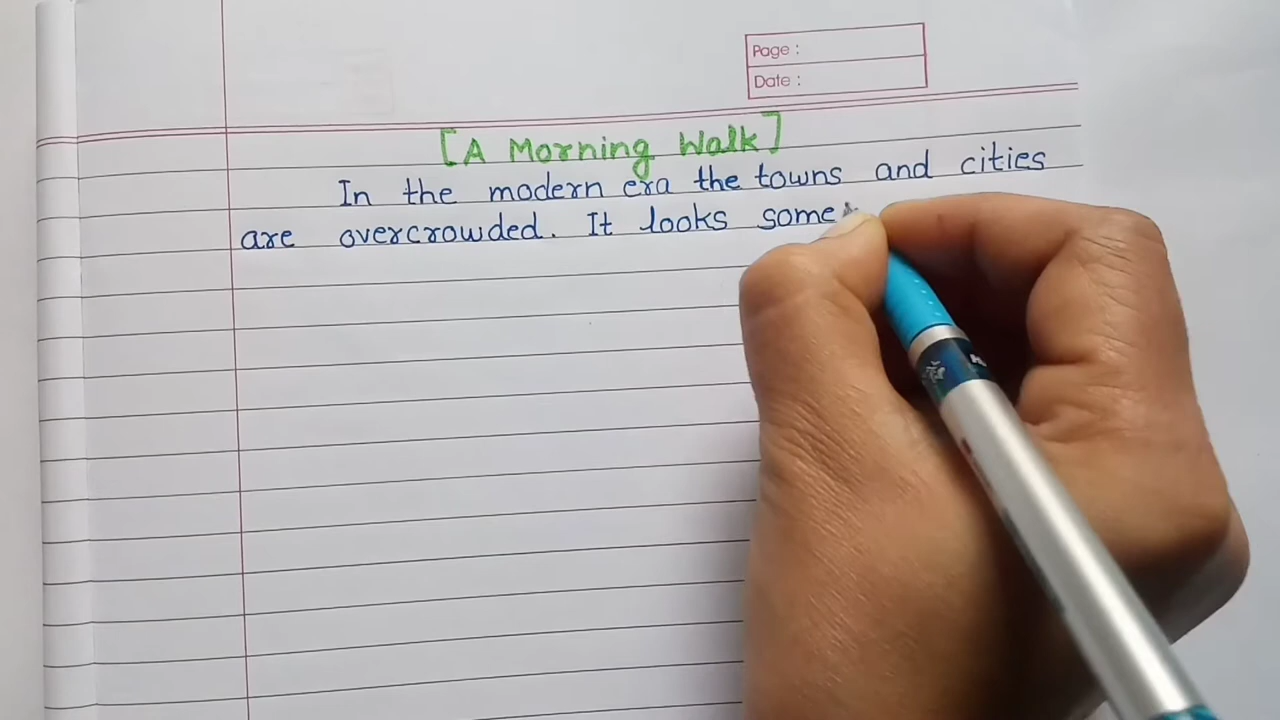 Page :
Date :
[A Morning Walk]
In the modern era the towns and cities
are overcrowded. It looks some